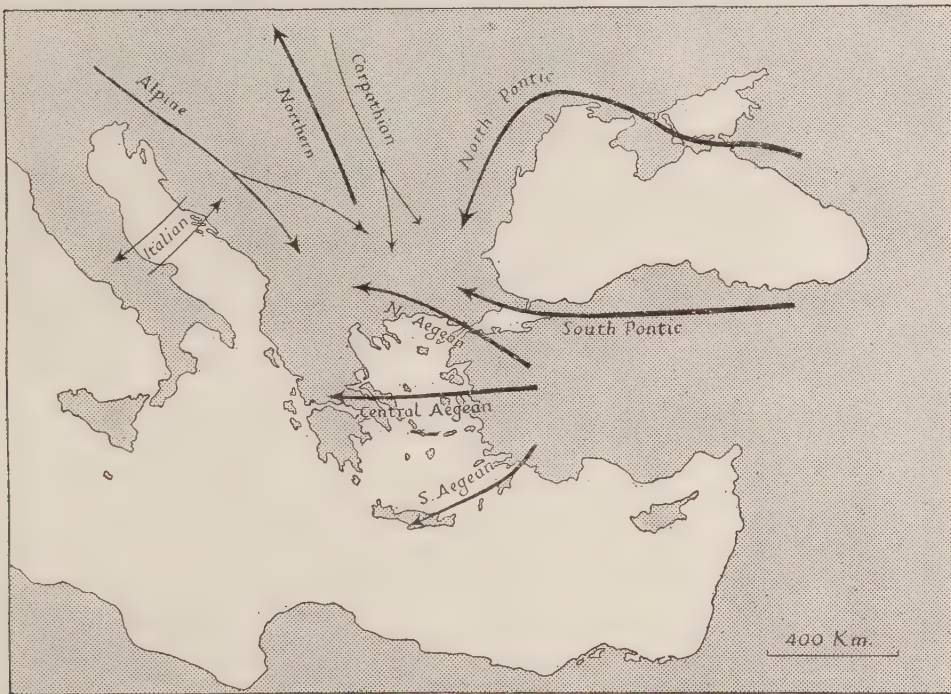 Alpine
Northern
Carpathian
North Pontic
Italian
N. Aegean
South Pontic
Central Aegean
S. Aegean
400 Km.